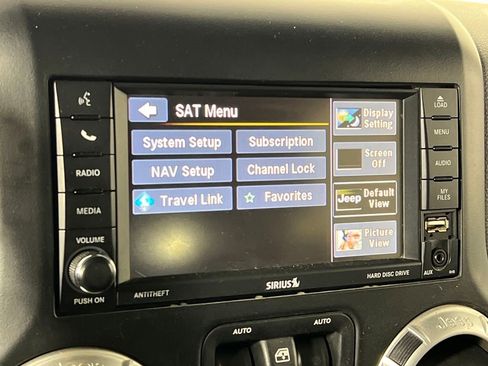 SAT Menu
System Setup
Subscription
NAV Setup
Channel Lock
Travel Link
Favorites
Display
Setting
Screen
Off
Jeep
Default
View
Picture
View
RADIO
MEDIA
VOLUME
PUSH ON
LOAD
MENU
AUDIO
MY
FILES
AUX
ANTITHEFT
SIRIUS
HARD DISC DRIVE
AUTO
AUTO
Jeep